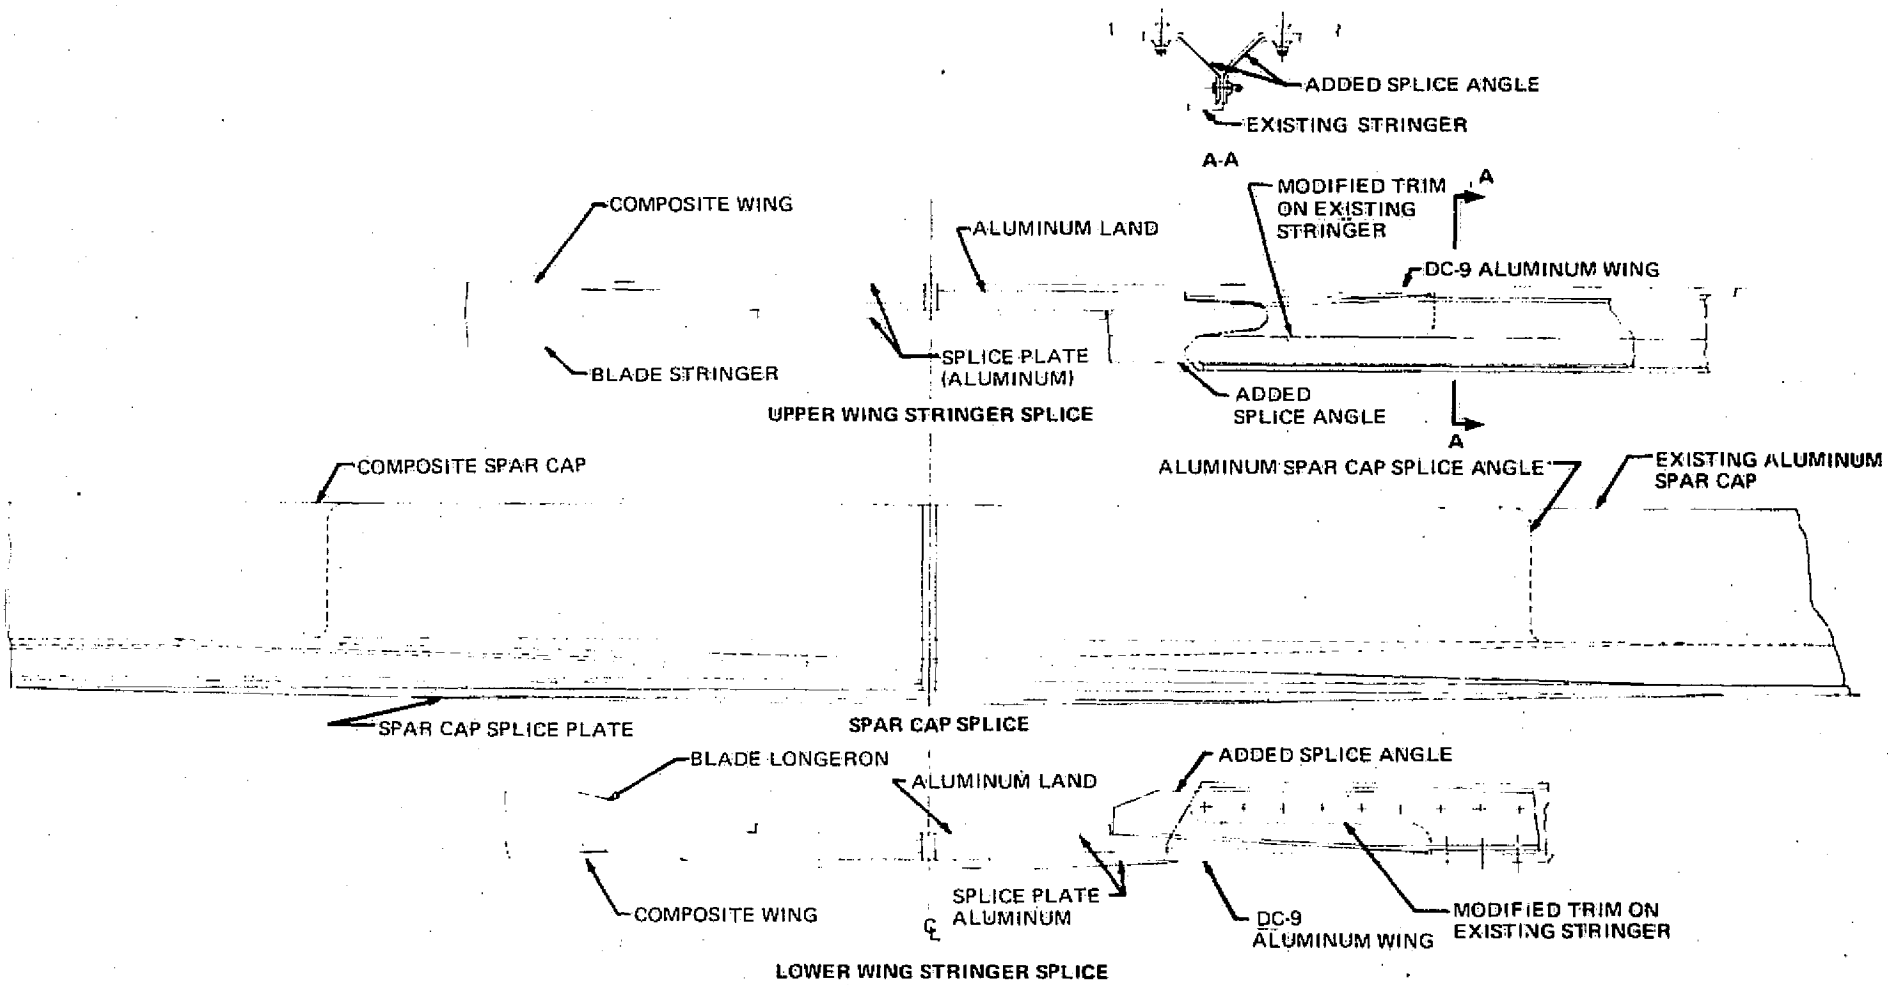 ADDED SPLICE ANGLE
EXISTING STRINGER
A-A
MODIFIED TRIM
ON EXISTING
STRINGER
A
COMPOSITE WING
ALUMINUM LAND
DC-9 ALUMINUM WING
SPLICE PLATE
(ALUMINUM)
BLADE STRINGER
ADDED
SPLICE ANGLE
UPPER WING STRINGER SPLICE
A
COMPOSITE SPAR CAP
ALUMINUM SPAR CAP SPLICE ANGLE
EXISTING ALUMINUM
SPAR CAP
SPAR CAP SPLICE PLATE
SPAR CAP SPLICE
BLADE LONGERON
ALUMINUM LAND
ADDED SPLICE ANGLE
COMPOSITE WING
SPLICE PLATE
ALUMINUM
DC-9
ALUMINUM WING
MODIFIED TRIM ON
EXISTING STRINGER
℄
LOWER WING STRINGER SPLICE